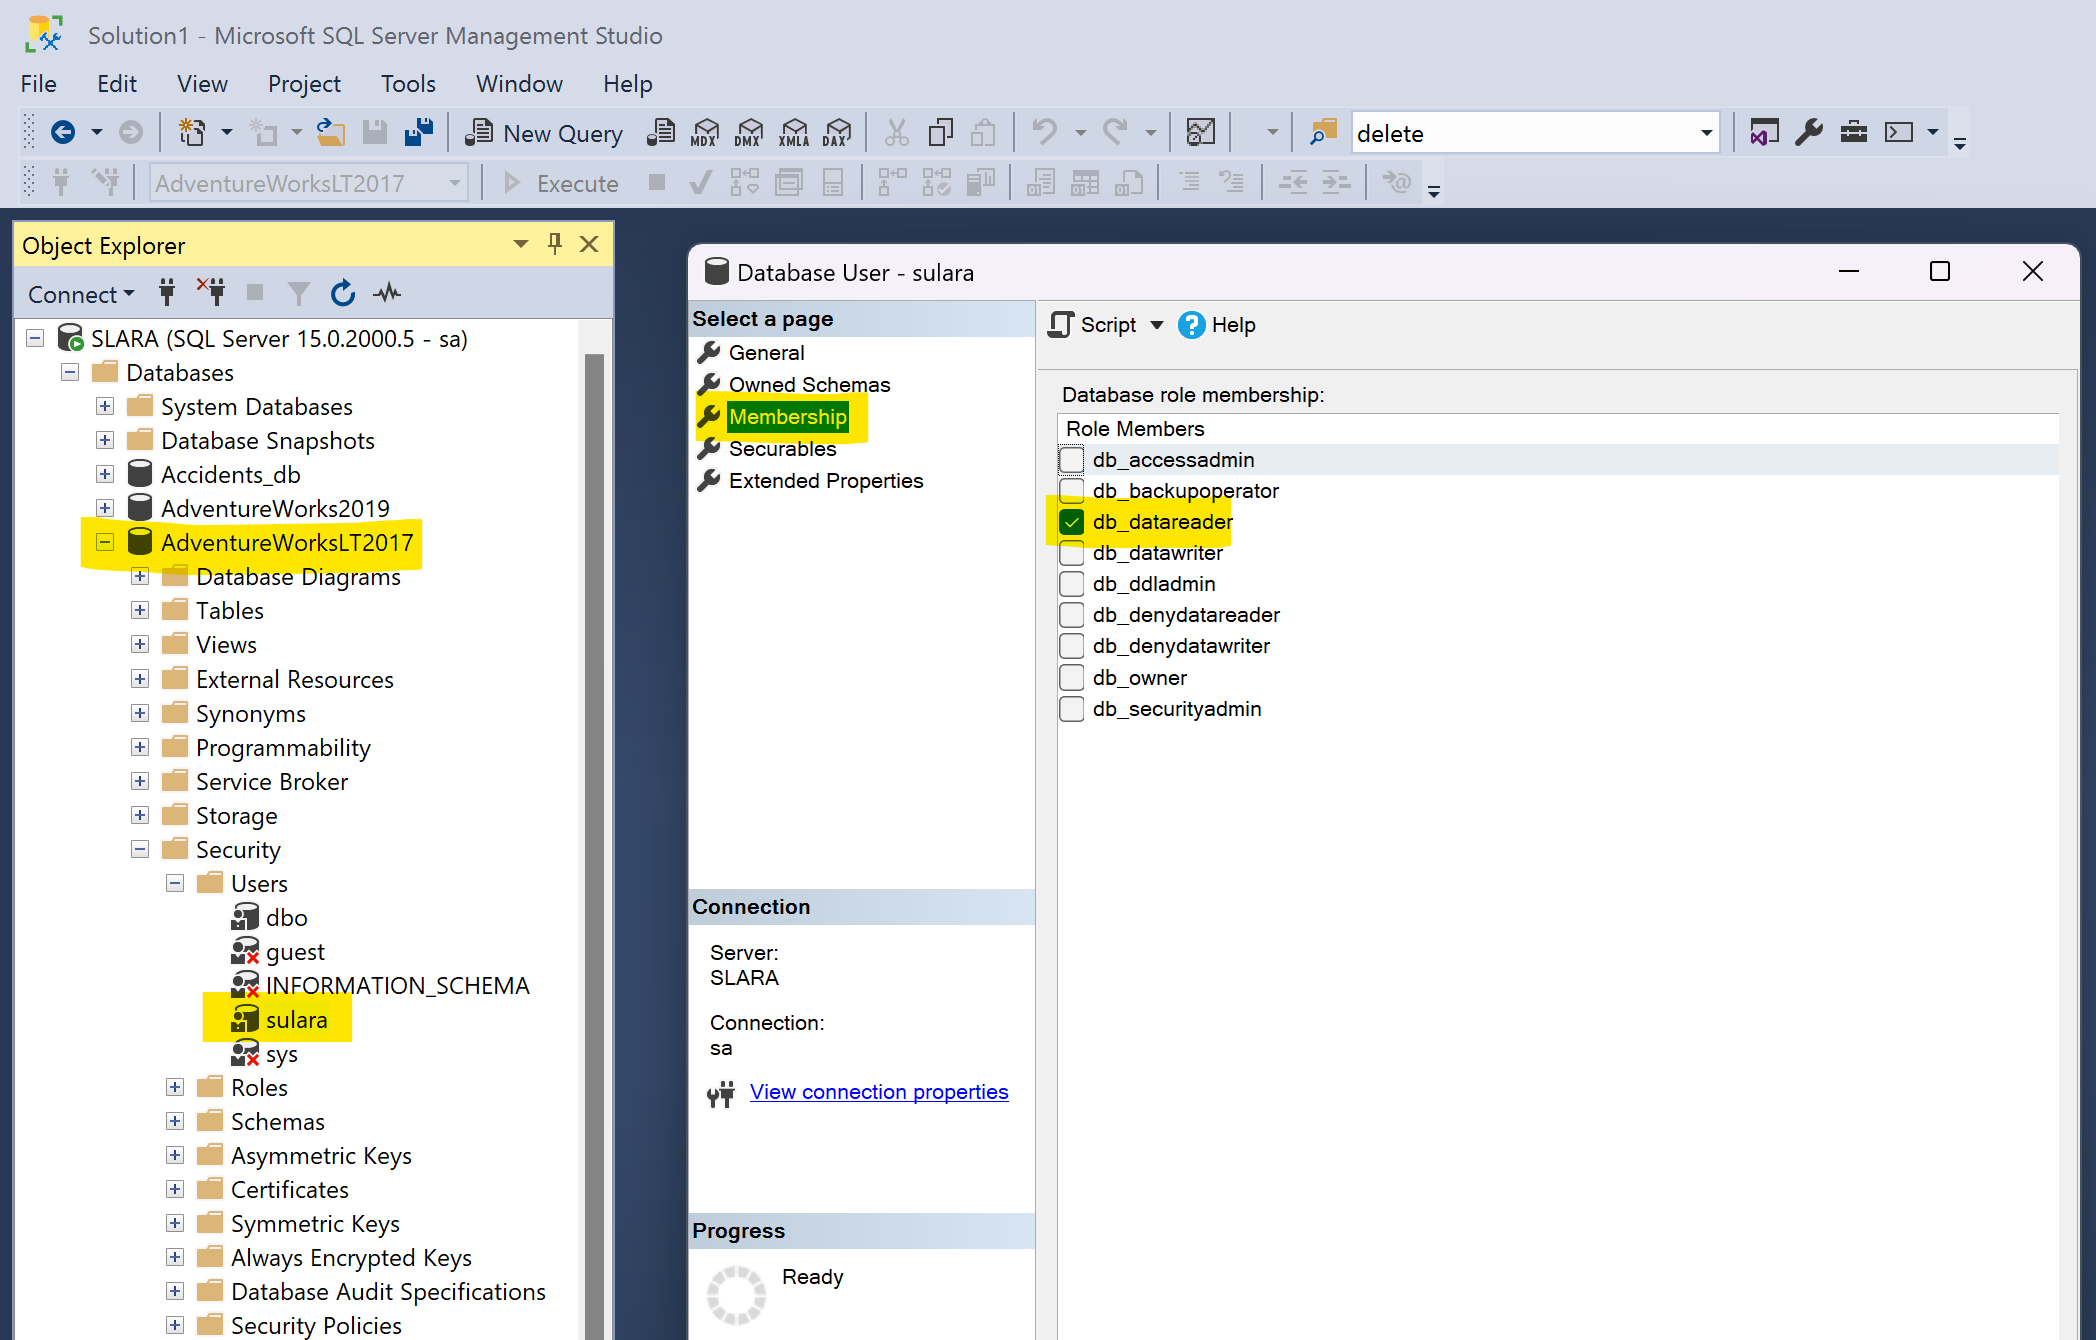 Solution1 - Microsoft SQL Server Management Studio
File Edit View Project Tools Window Help
New Query MDX DMX XMLA DAX delete
AdventureWorksLT2017 Execute
Object Explorer
Connect
SLARA (SQL Server 15.0.2000.5 - sa)
Databases
System Databases
Database Snapshots
Accidents_db
AdventureWorks2019
AdventureWorksLT2017
Database Diagrams
Tables
Views
External Resources
Synonyms
Programmability
Service Broker
Storage
Security
Users
dbo
guest
INFORMATION_SCHEMA
sulara
sys
Roles
Schemas
Asymmetric Keys
Certificates
Symmetric Keys
Always Encrypted Keys
Database Audit Specifications
Security Policies
Database User - sulara
Select a page
General
Owned Schemas
Membership
Securables
Extended Properties
Connection
Server:
SLARA
Connection:
sa
View connection properties
Progress
Ready
Script ? Help
Database role membership:
Role Members
db_accessadmin
db_backupoperator
db_datareader
db_datawriter
db_ddladmin
db_denydatareader
db_denydatawriter
db_owner
db_securityadmin